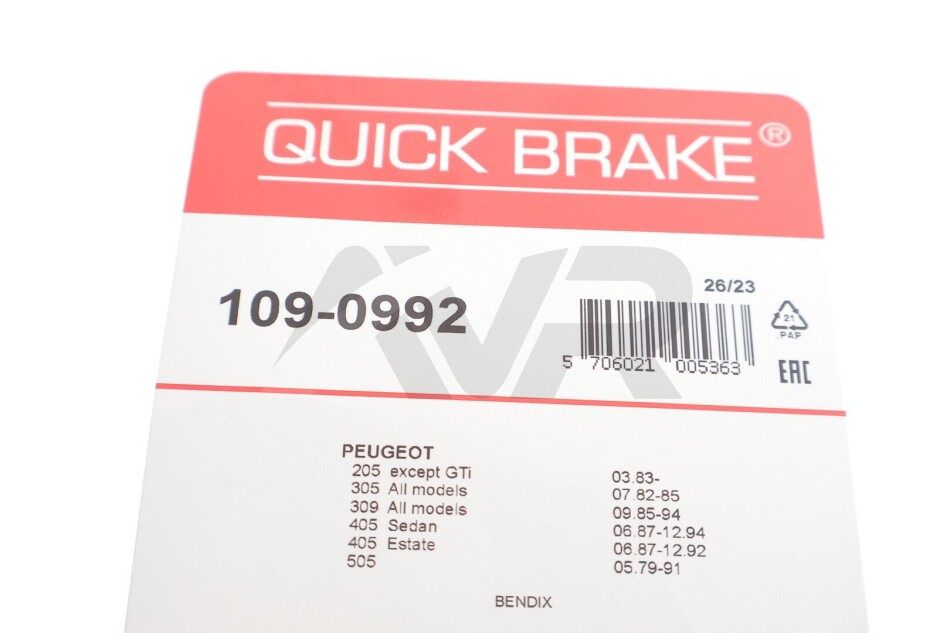 QUICK BRAKE®
109-0992
26/23
5 706021 005363
21
PAP
EAC
VR
PEUGEOT
205 except GTi 03.83-
305 All models 07.82-85
309 All models 09.85-94
405 Sedan 06.87-12.94
405 Estate 06.87-12.92
505 05.79-91
BENDIX